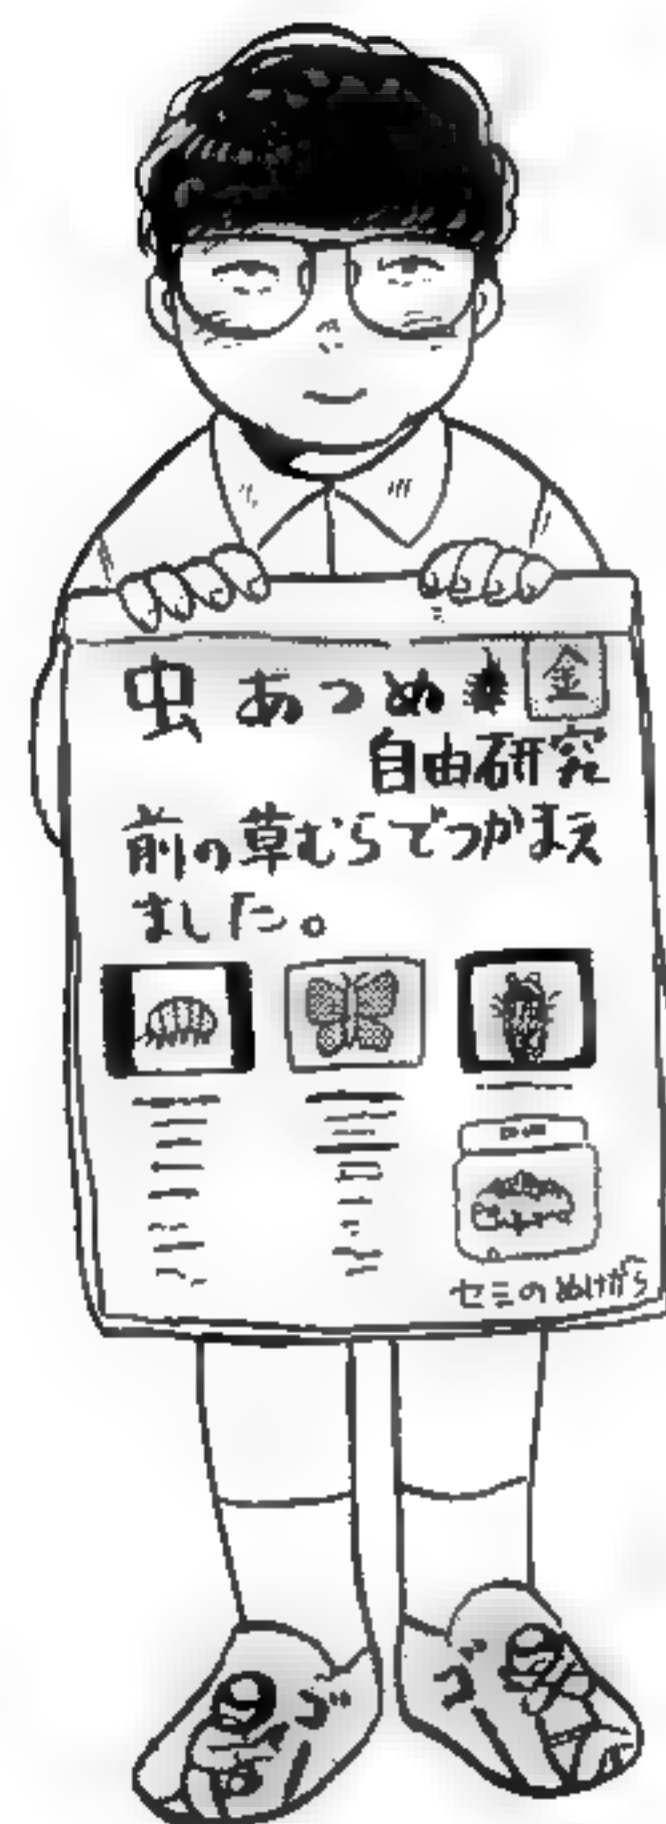 虫あつめ 金
自由研究
前の草むらでつかまえ
ました。
セミのぬけがら